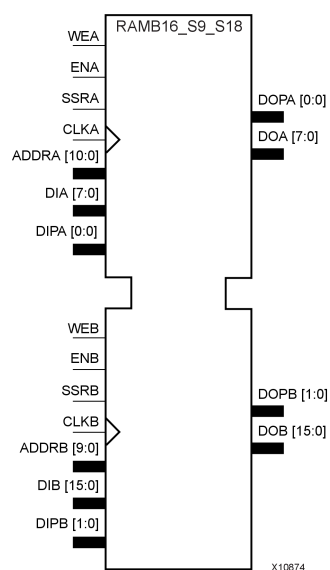 RAMB16_S9_S18
WEA
ENA
SSRA
CLKA
ADDRA [10:0]
DIA [7:0]
DIPA [0:0]
DOPA [0:0]
DOA [7:0]
WEB
ENB
SSRB
CLKB
ADDRB [9:0]
DIB [15:0]
DIPB [1:0]
DOPB [1:0]
DOB [15:0]
X10874